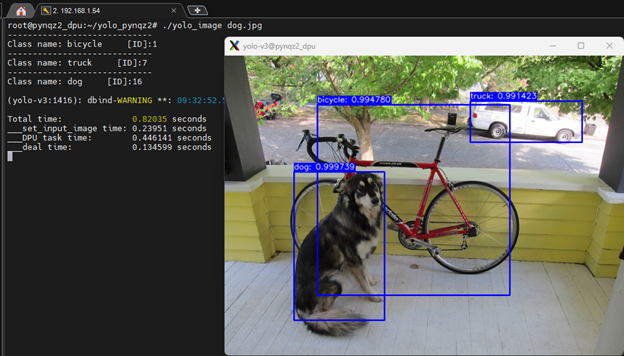 2. 192.168.1.54
root@pynqz2_dpu:~/yolo_pynqz2# ./yolo_image dog.jpg
-----------------------------
Class name: bicycle [ID]:1
-----------------------------
Class name: truck [ID]:7
-----------------------------
Class name: dog [ID]:16
(yolo-v3:1416): dbind-WARNING **: 09:32:52.
Total time: 0.82035 seconds
___set_input_image time: 0.23951 seconds
___DPU_task time: 0.446141 seconds
___deal time: 0.134599 seconds
yolo-v3@pynqz2_dpu
bicycle: 0.994780
truck: 0.991423
dog: 0.999739